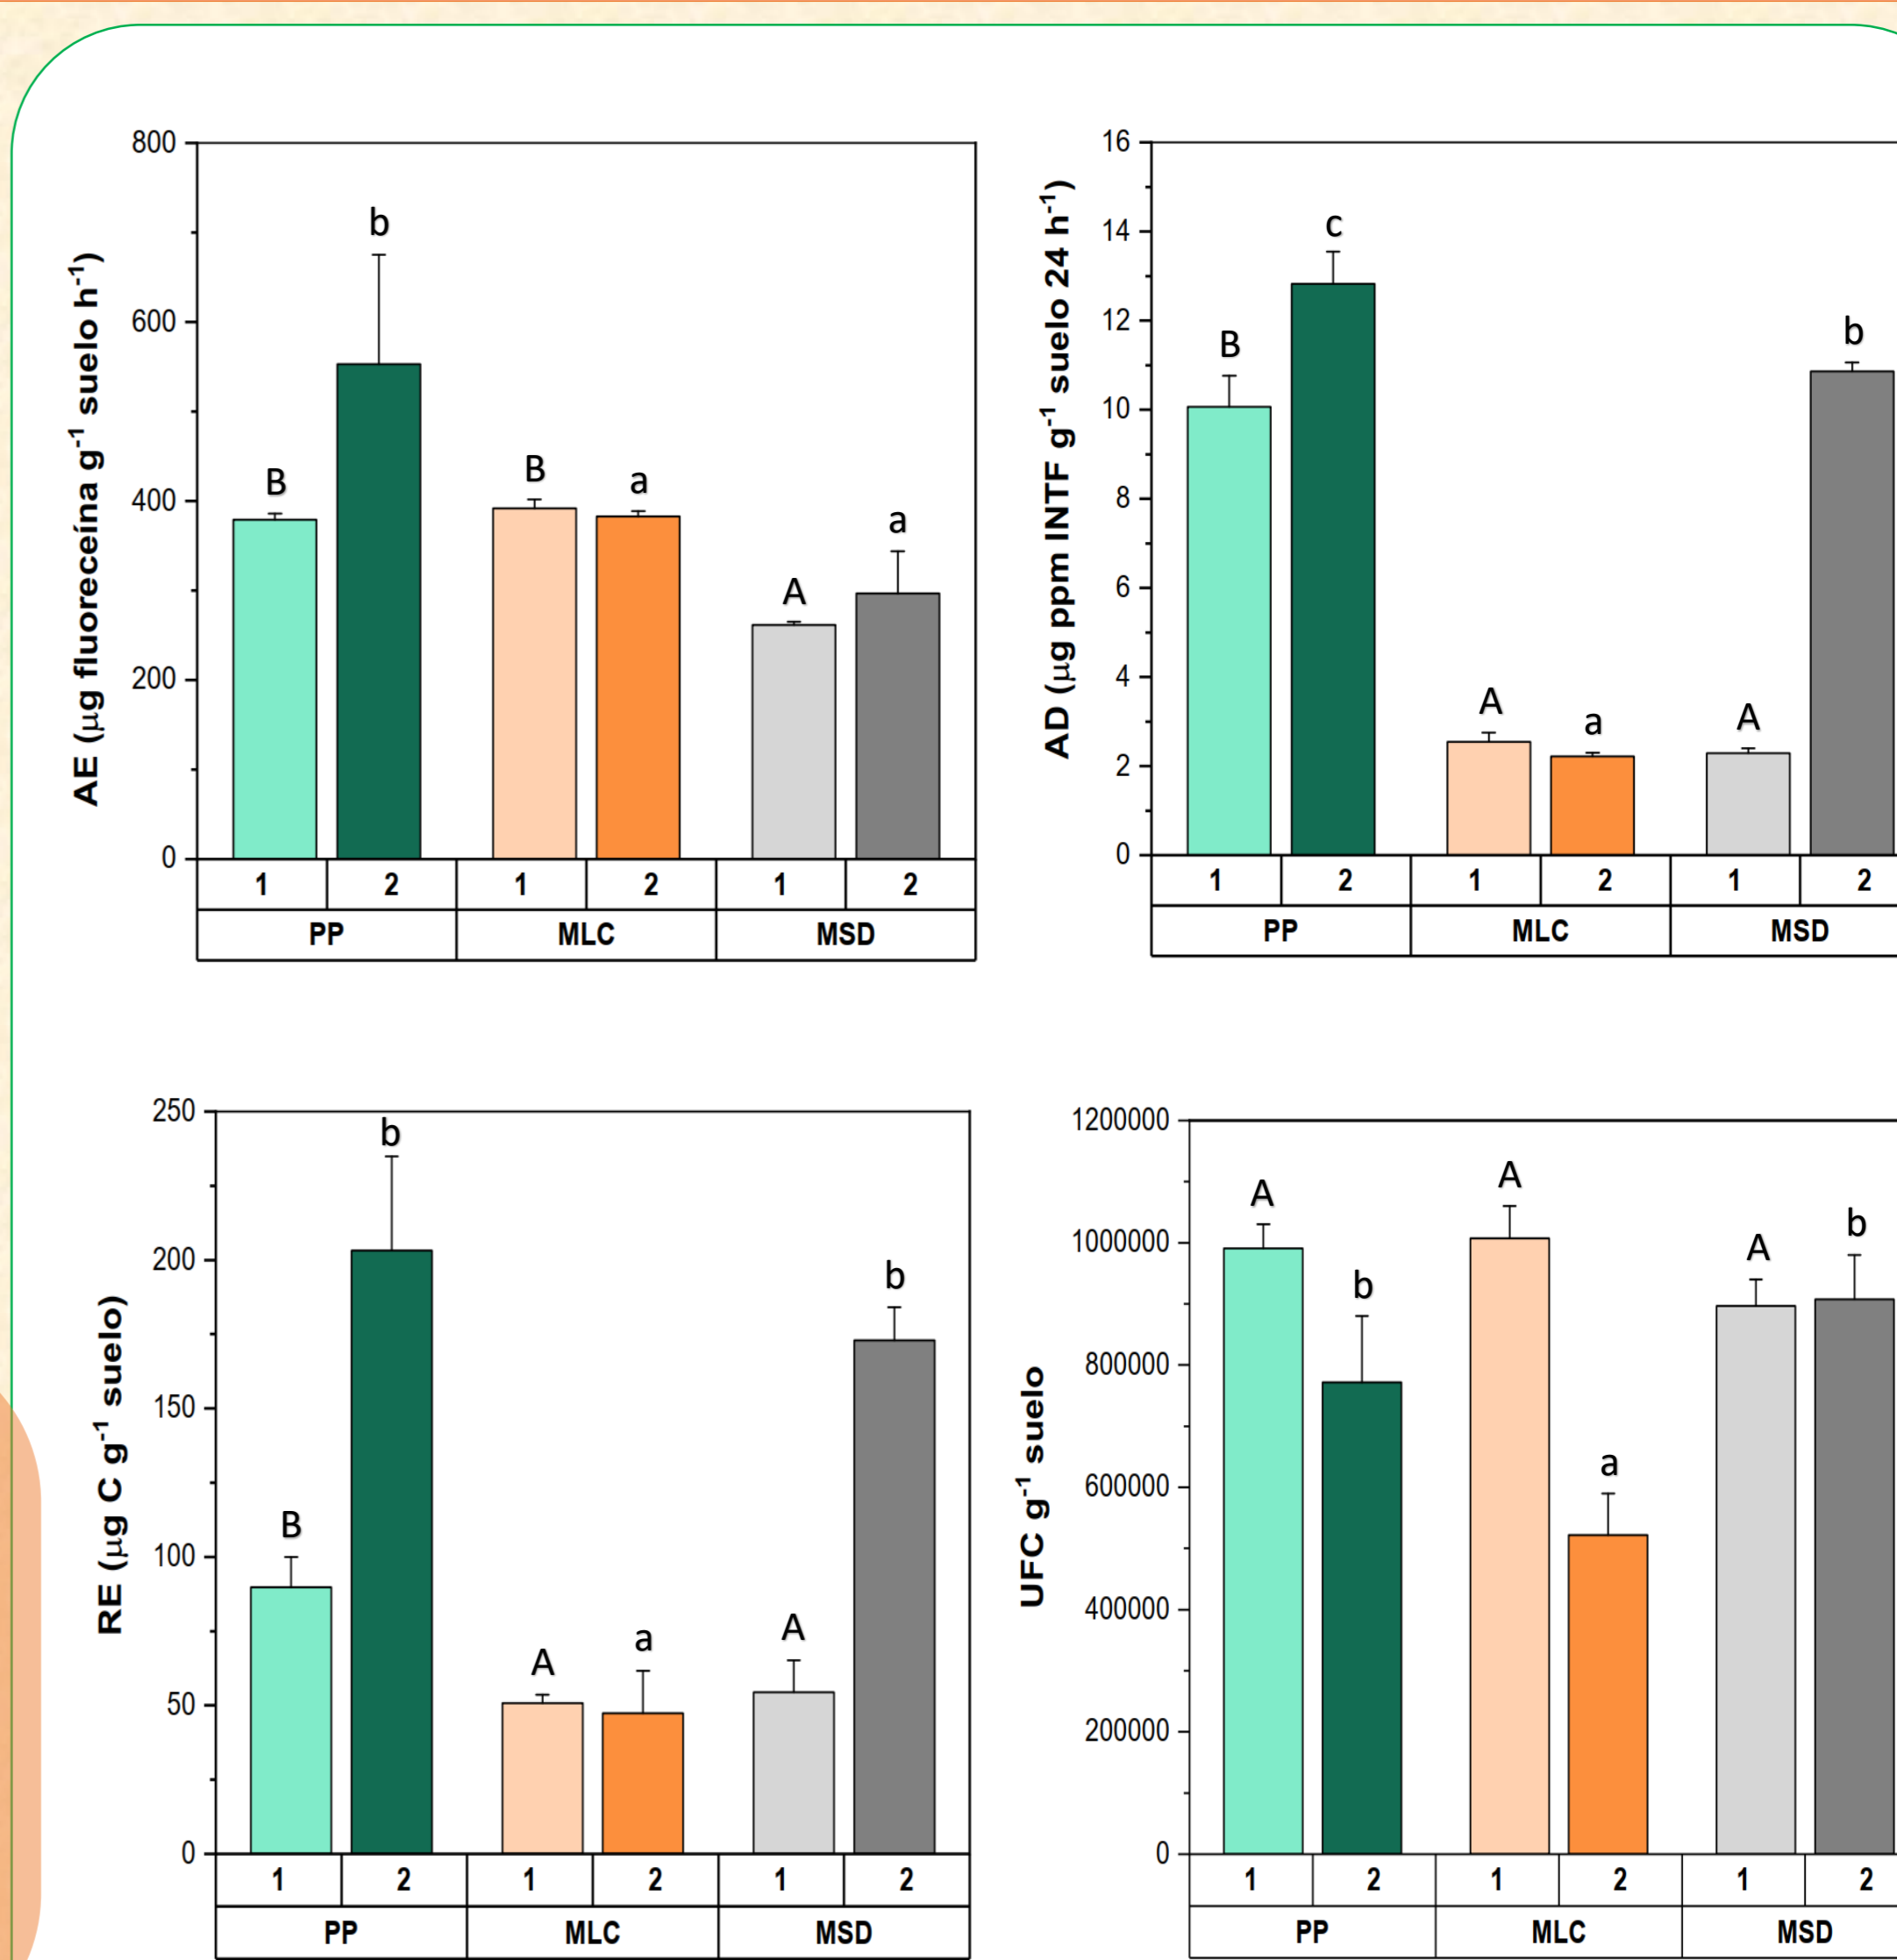 AE (µg fluoreceína g⁻¹ suelo h⁻¹)
800
600
400
200
0
B
b
B
a
A
a
1 2 1 2 1 2
PP MLC MSD
AD (µg ppm INTF g⁻¹ suelo 24 h⁻¹)
16
14
12
10
8
6
4
2
0
B
c
A
a
A
b
1 2 1 2 1 2
PP MLC MSD
RE (µg C g⁻¹ suelo)
250
200
150
100
50
0
B
b
A
a
A
b
1 2 1 2 1 2
PP MLC MSD
UFC g⁻¹ suelo
1200000
1000000
800000
600000
400000
200000
0
A
b
A
a
A
b
1 2 1 2 1 2
PP MLC MSD